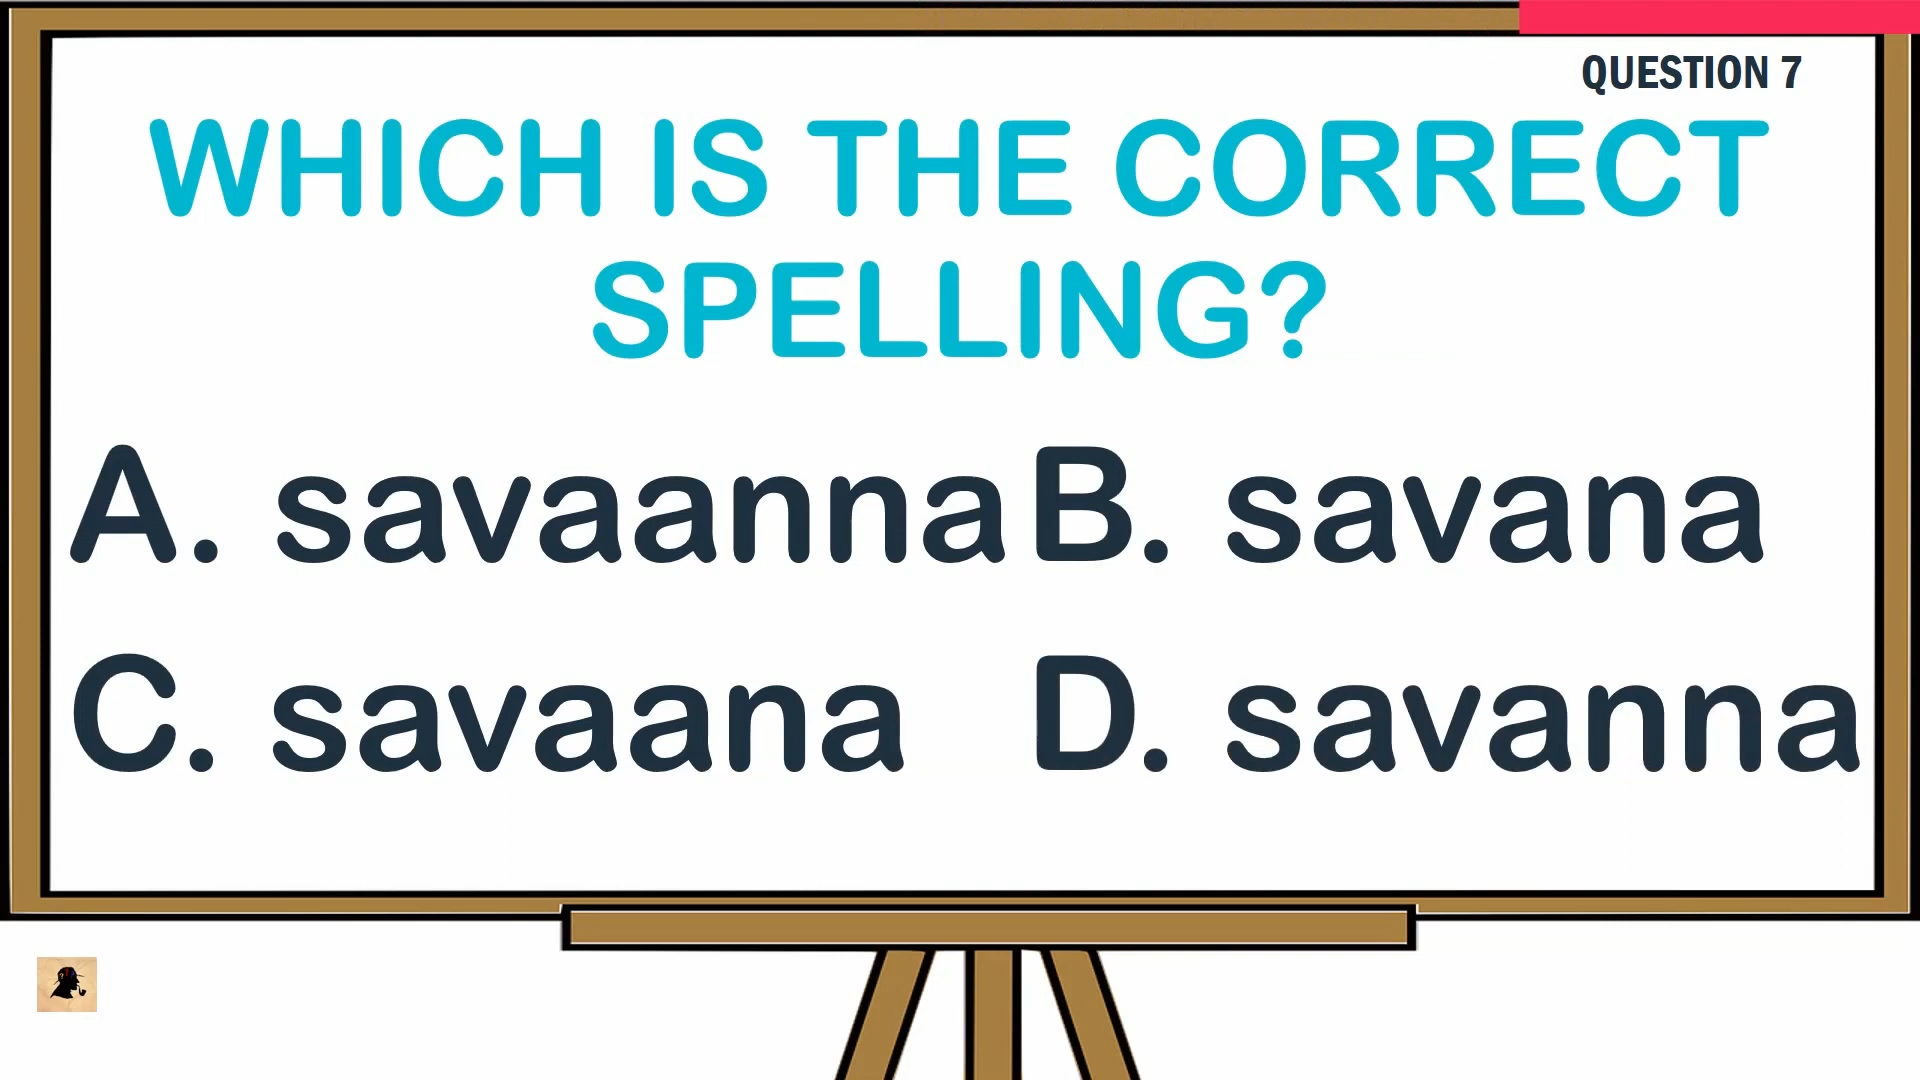 QUESTION 7
WHICH IS THE CORRECT
SPELLING?
A. savaanna B. savana
C. savaana D. savanna